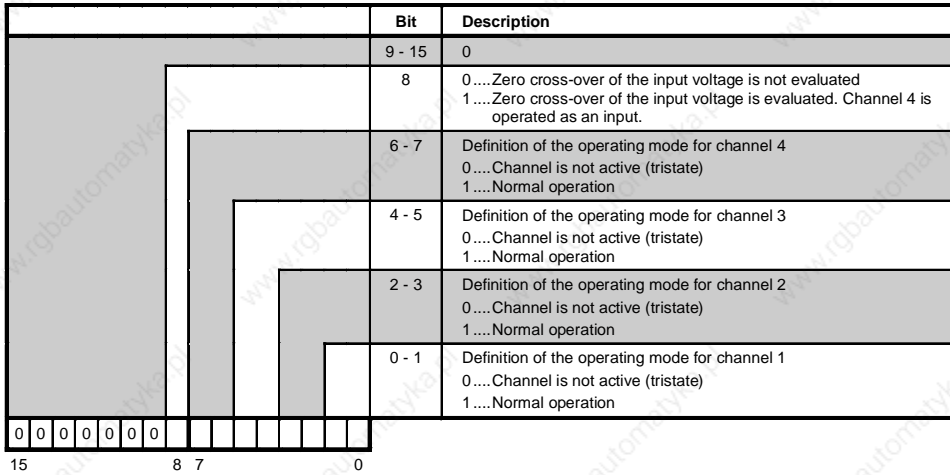 Bit Description
9 - 15 0
8 0....Zero cross-over of the input voltage is not evaluated
1....Zero cross-over of the input voltage is evaluated. Channel 4 is
operated as an input.
6 - 7 Definition of the operating mode for channel 4
0....Channel is not active (tristate)
1....Normal operation
4 - 5 Definition of the operating mode for channel 3
0....Channel is not active (tristate)
1....Normal operation
2 - 3 Definition of the operating mode for channel 2
0....Channel is not active (tristate)
1....Normal operation
0 - 1 Definition of the operating mode for channel 1
0....Channel is not active (tristate)
1....Normal operation
0 0 0 0 0 0 0
15 8 7 0
www.rgbautomatyka.pl